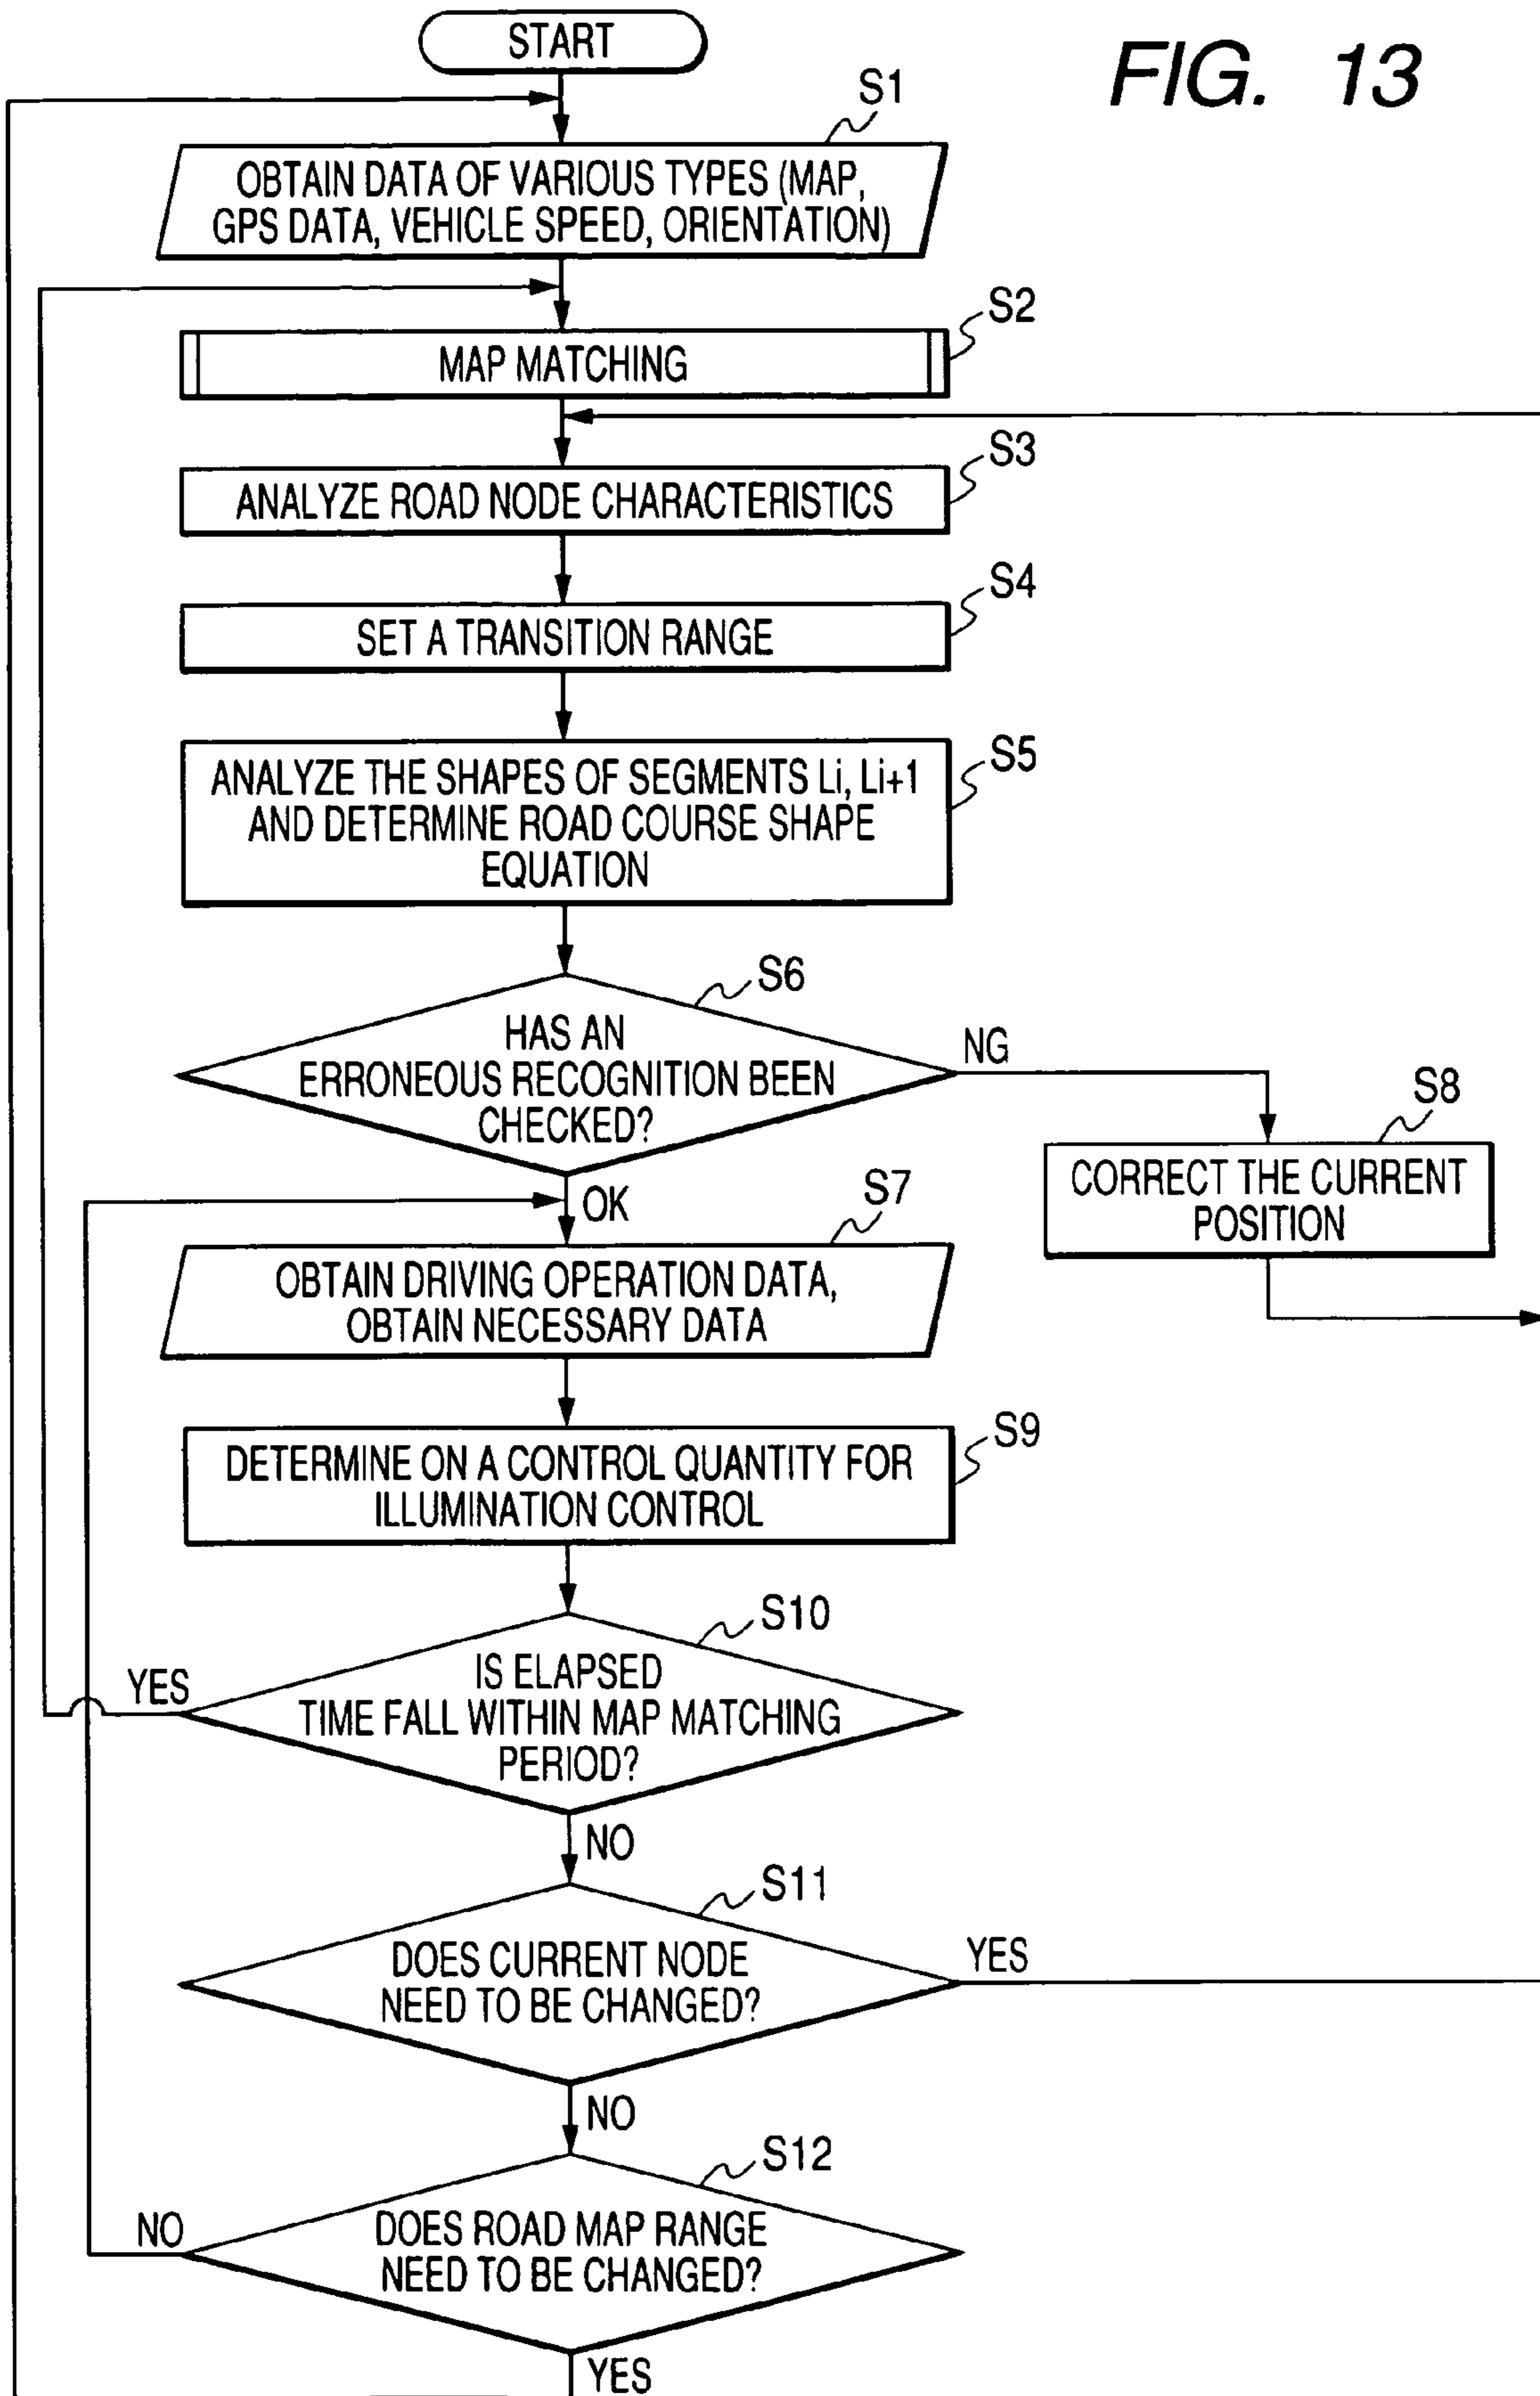 START
FIG. 13
S1
OBTAIN DATA OF VARIOUS TYPES (MAP,
GPS DATA, VEHICLE SPEED, ORIENTATION)
S2
MAP MATCHING
S3
ANALYZE ROAD NODE CHARACTERISTICS
S4
SET A TRANSITION RANGE
S5
ANALYZE THE SHAPES OF SEGMENTS Li, Li+1
AND DETERMINE ROAD COURSE SHAPE
EQUATION
S6
HAS AN
ERRONEOUS RECOGNITION BEEN
CHECKED?
NG
S8
CORRECT THE CURRENT
POSITION
OK
S7
OBTAIN DRIVING OPERATION DATA,
OBTAIN NECESSARY DATA
S9
DETERMINE ON A CONTROL QUANTITY FOR
ILLUMINATION CONTROL
S10
IS ELAPSED
TIME FALL WITHIN MAP MATCHING
PERIOD?
YES
NO
S11
DOES CURRENT NODE
NEED TO BE CHANGED?
YES
NO
S12
DOES ROAD MAP RANGE
NEED TO BE CHANGED?
NO
YES